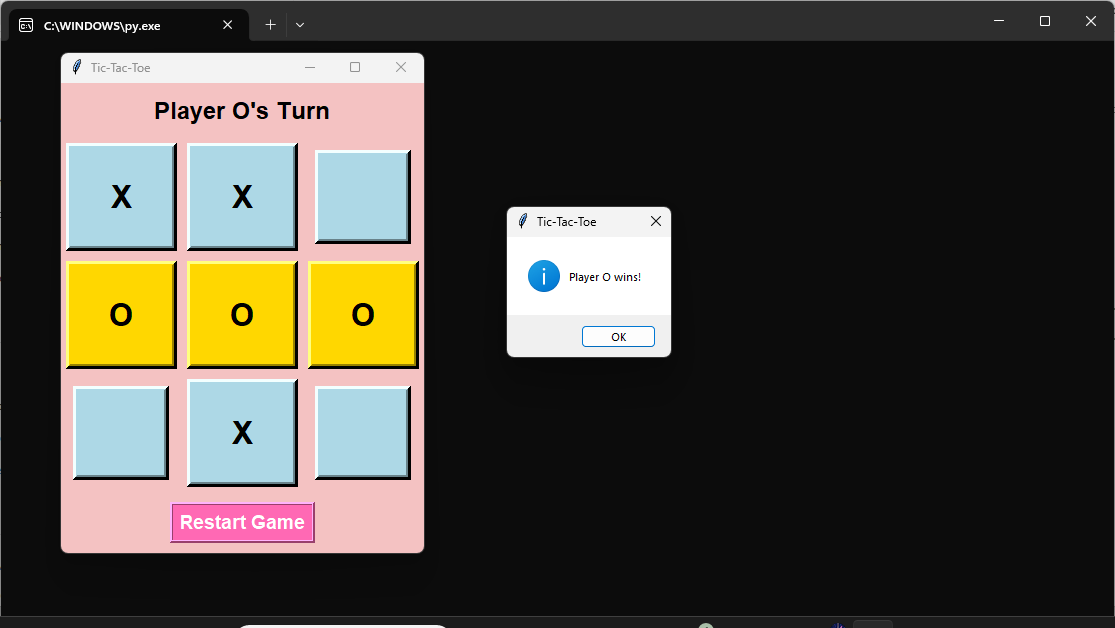 C:\WINDOWS\py.exe
Tic-Tac-Toe
Player O's Turn
X X
O O O
X
Restart Game
Tic-Tac-Toe
Player O wins!
OK